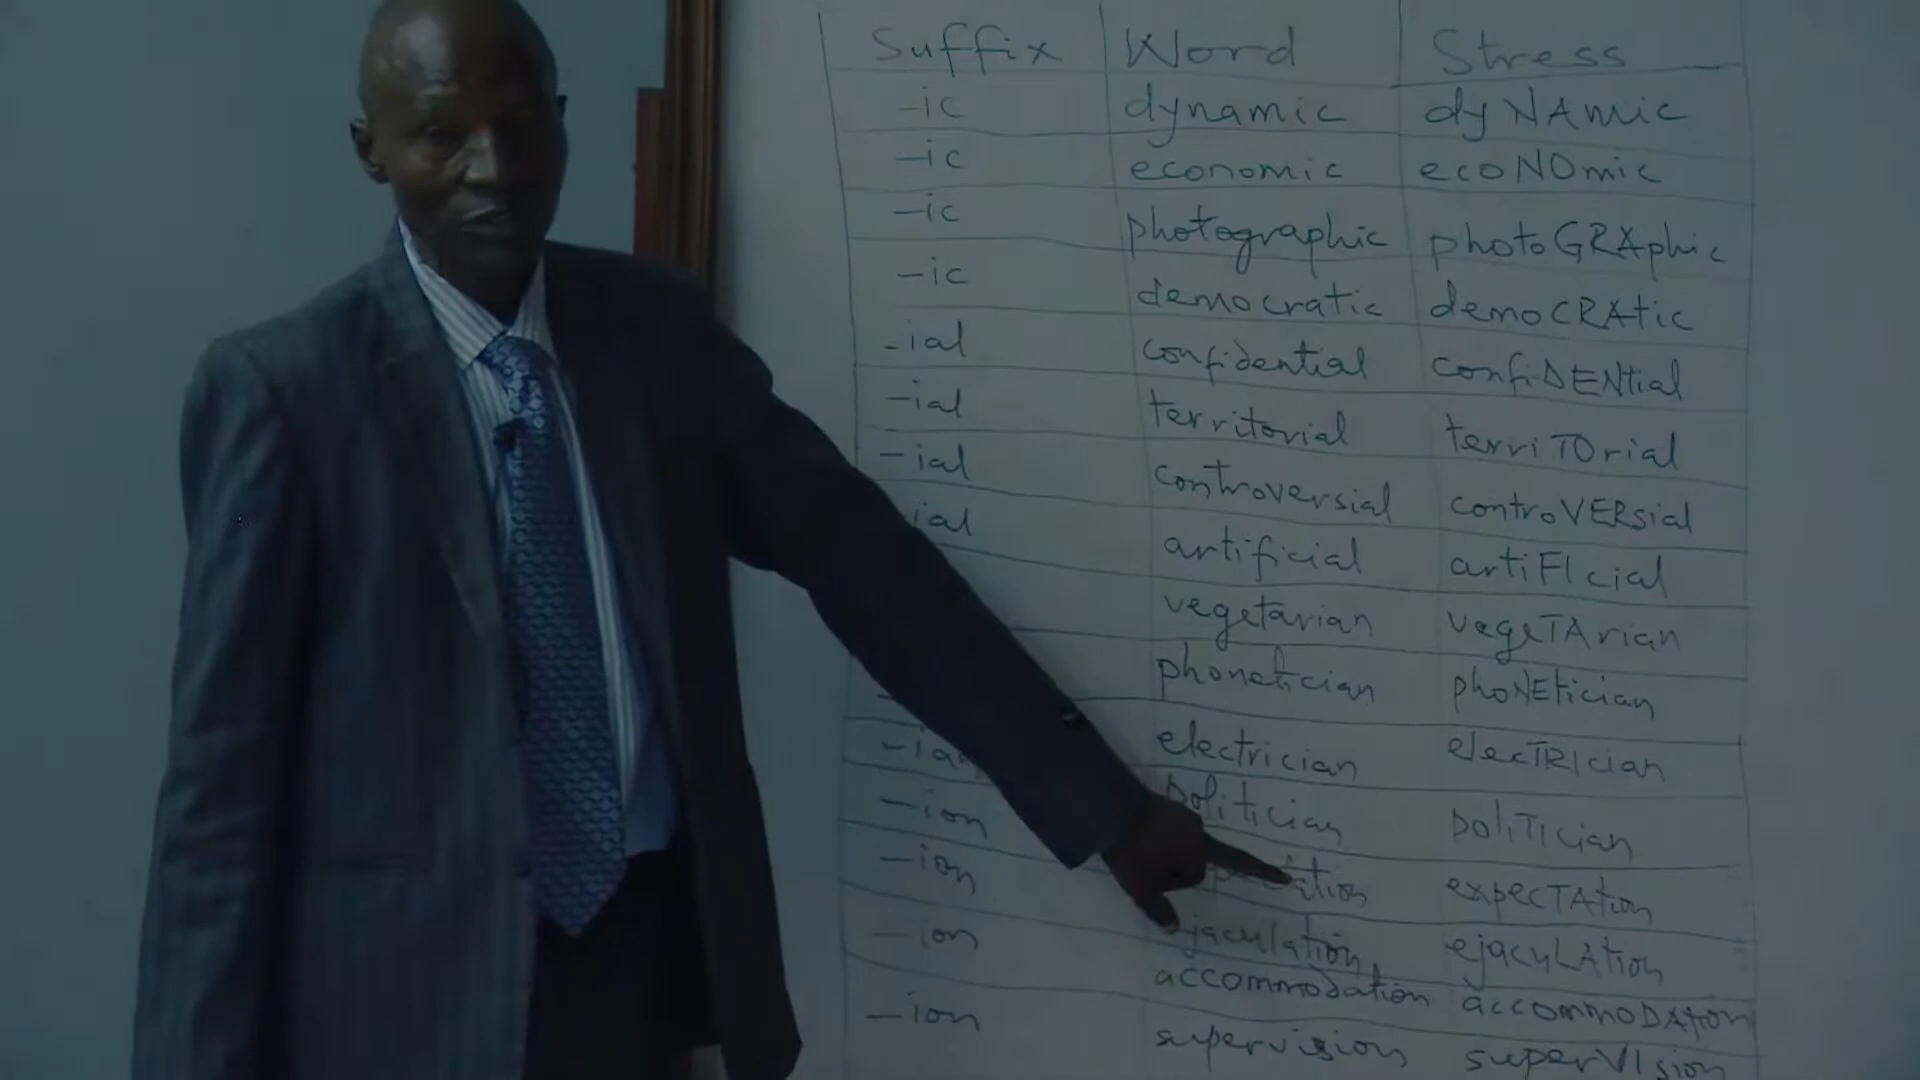 Suffix Word Stress
-ic dynamic dyNAmic
-ic economic ecoNOmic
-ic photographic photoGRAphic
-ic democratic demoCRAtic
-ial confidential confiDENtial
-ial territorial terriTOrial
-ial controversial controVERsial
ial artificial artiFIcial
vegetarian vegeTArian
phonetician phoNEtician
electrician elecTRIcian
-ian politician poliTIcian
-ion expecTAtion
-ion ejaculation ejacuLAtion
-ion accommodation accommoDAtion
-ion supervision superVIsion